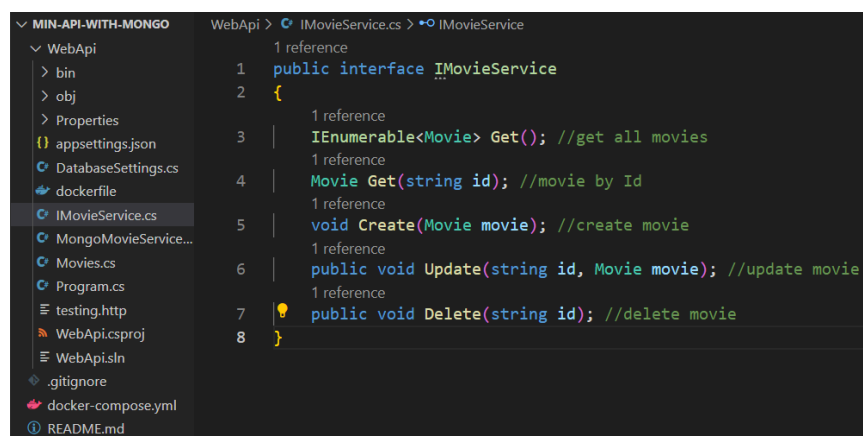 MIN-API-WITH-MONGO
WebApi
bin
obj
Properties
appsettings.json
DatabaseSettings.cs
dockerfile
IMovieService.cs
MongoMovieService...
Movies.cs
Program.cs
testing.http
WebApi.csproj
WebApi.sln
.gitignore
docker-compose.yml
README.md
WebApi > IMovieService.cs > IMovieService
1 reference
1 public interface IMovieService
2 {
1 reference
3 IEnumerable<Movie> Get(); //get all movies
1 reference
4 Movie Get(string id); //movie by Id
1 reference
5 void Create(Movie movie); //create movie
1 reference
6 public void Update(string id, Movie movie); //update movie
1 reference
7 public void Delete(string id); //delete movie
8 }